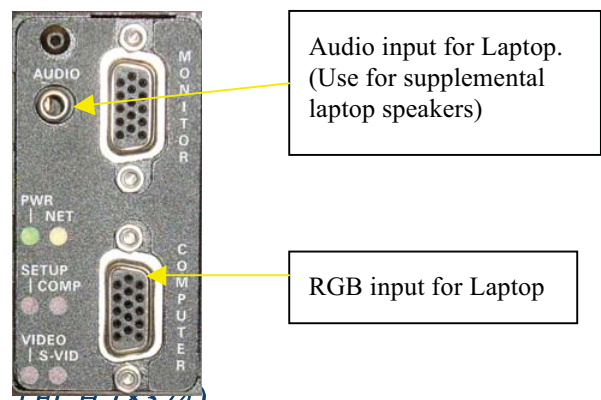 AUDIO
MONITOR
Audio input for Laptop.
(Use for supplemental
laptop speakers)
PWR
NET
COMPUTER
SETUP
COMP
RGB input for Laptop
VIDEO
S-VID